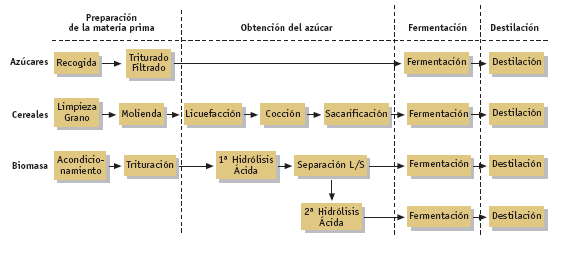 Preparación
de la materia prima
Obtención del azúcar
Fermentación
Destilación
Azúcares
Recogida
Triturado
Filtrado
Fermentación
Destilación
Cereales
Limpieza
Grano
Molienda
Licuefacción
Cocción
Sacarificación
Fermentación
Destilación
Biomasa
Acondicio-
namiento
Trituración
1ª Hidrólisis
Ácida
Separación L/S
Fermentación
Destilación
2ª Hidrólisis
Ácida
Fermentación
Destilación